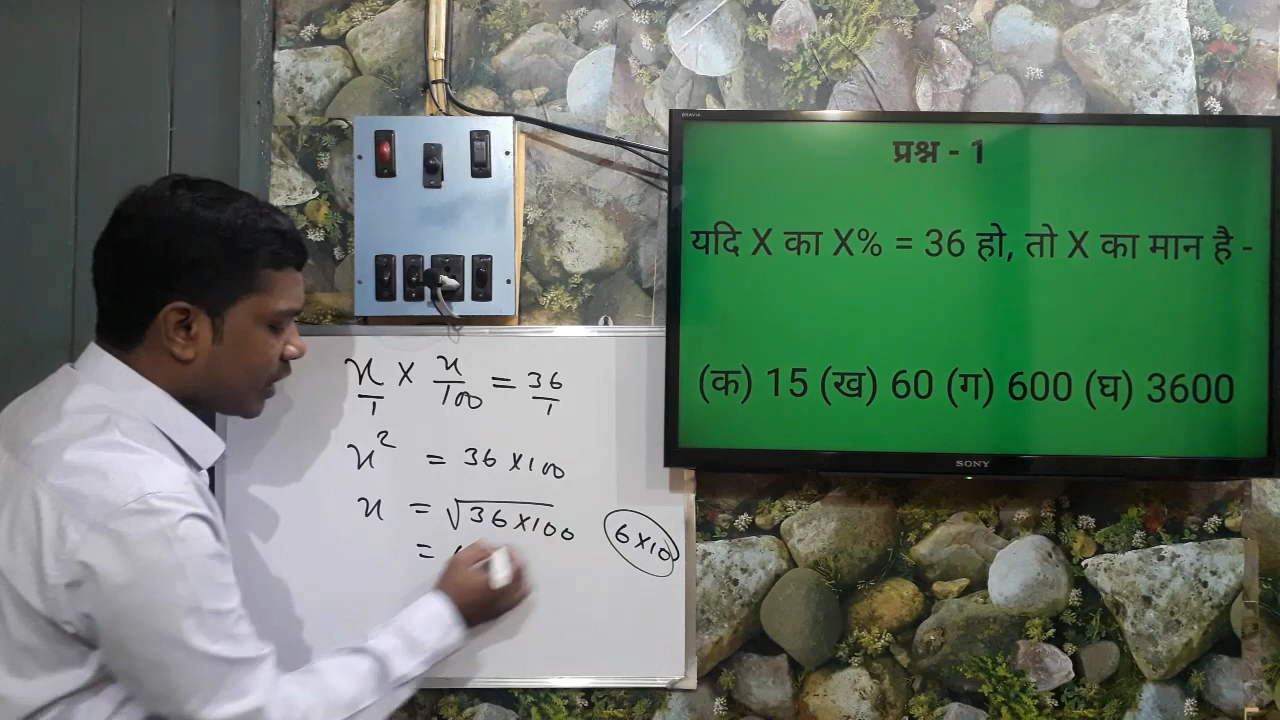 BRAVIA
प्रश्न - 1
यदि X का X% = 36 हो, तो X का मान है -
(क) 15 (ख) 60 (ग) 600 (घ) 3600
SONY
x/1 × x/100 = 36/1
x² = 36×100
x = √36×100
6×10
=